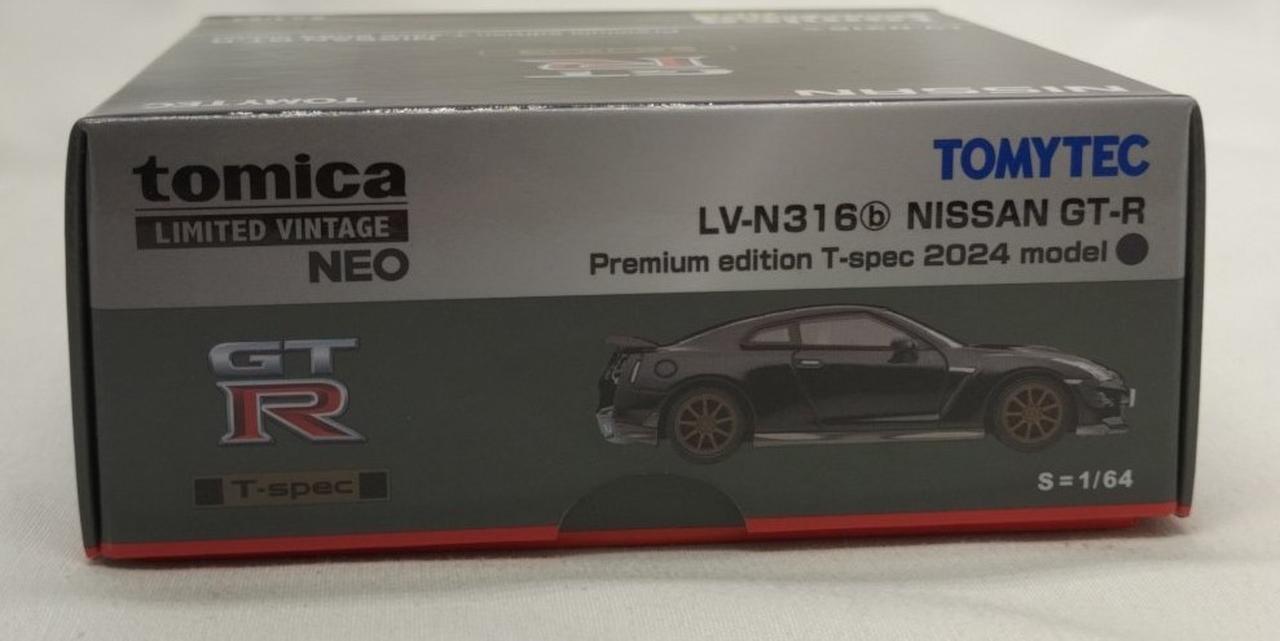 NISSAN
TOMYTEC
tomica
LIMITED VINTAGE
NEO
TOMYTEC
LV-N316ⓑ NISSAN GT-R
Premium edition T-spec 2024 model
GT
R
T-spec
S=1/64